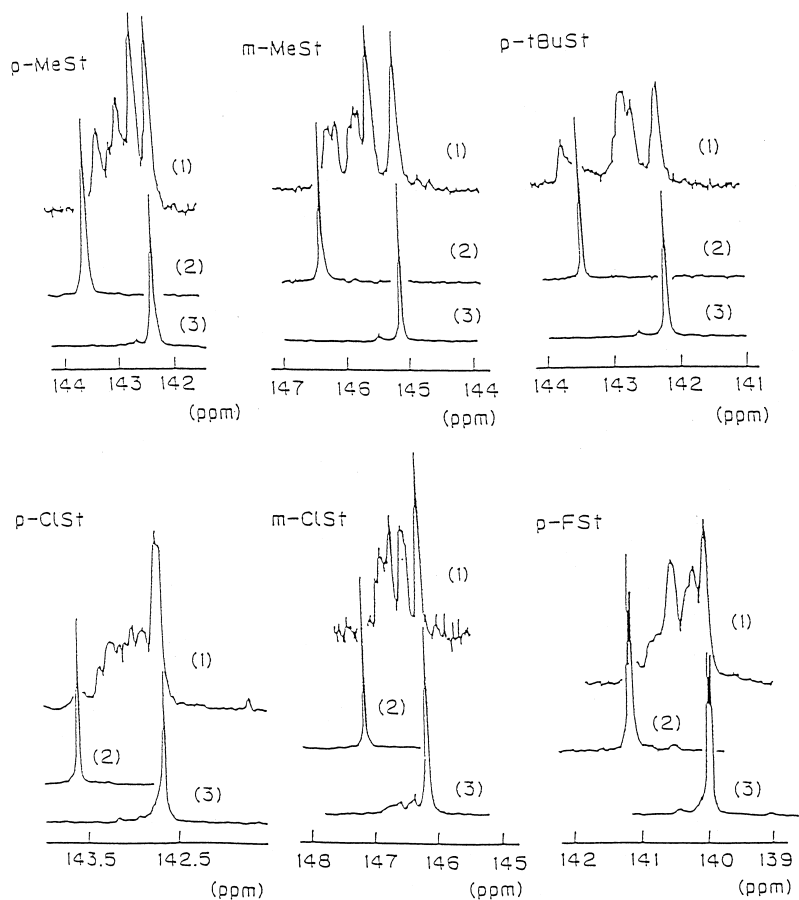 p-MeSt
(1)
(2)
(3)
144 143 142
(ppm)
m-MeSt
(1)
(2)
(3)
147 146 145 144
(ppm)
p-tBuSt
(1)
(2)
(3)
144 143 142 141
(ppm)
p-ClSt
(1)
(2)
(3)
143.5 142.5
(ppm)
m-ClSt
(1)
(2)
(3)
148 147 146 145
(ppm)
p-FSt
(1)
(2)
(3)
142 141 140 139
(ppm)